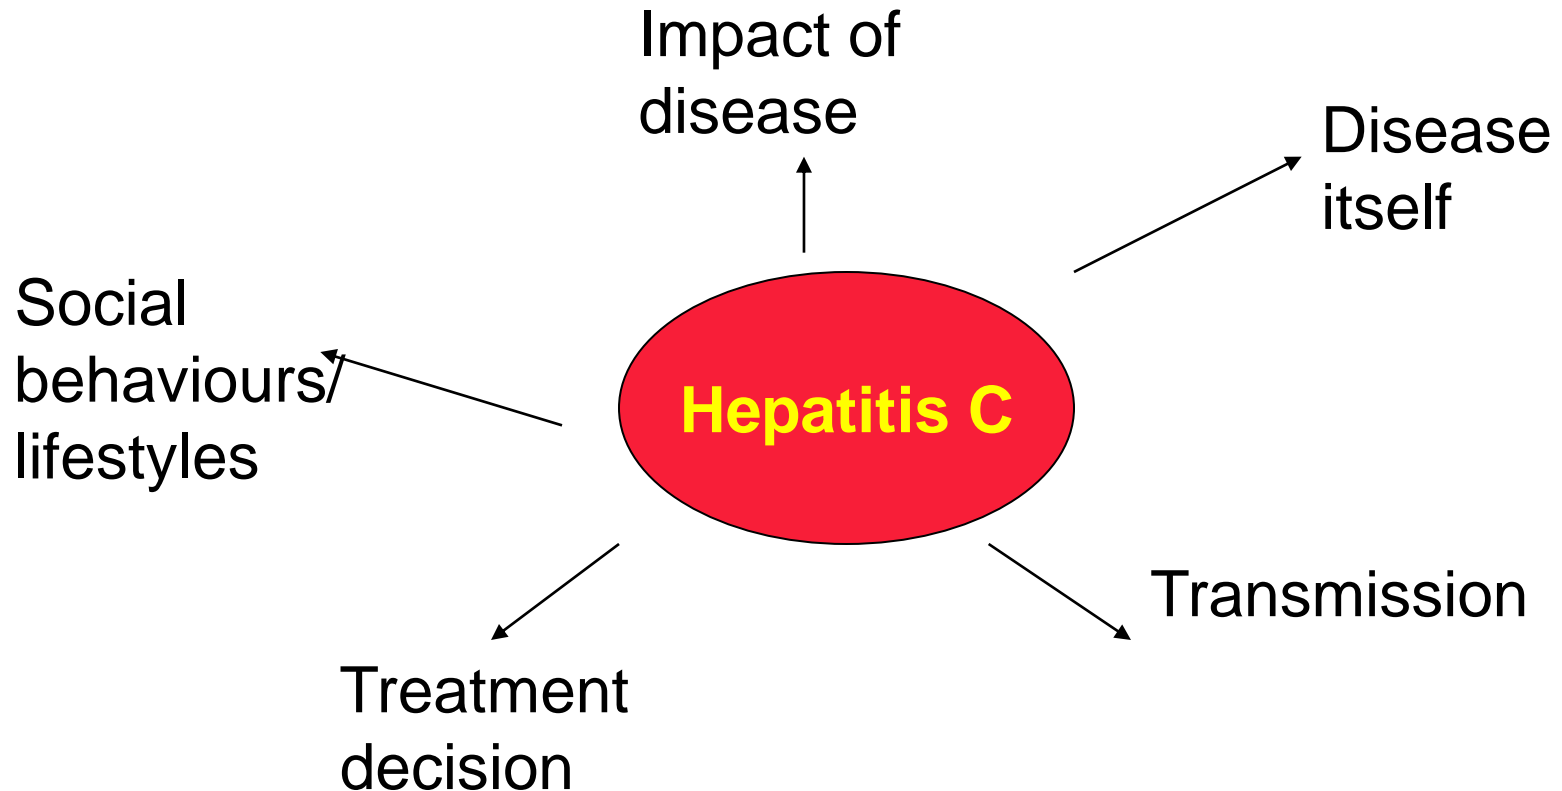 Impact of
disease
Disease
itself
Social
behaviours/
lifestyles
Hepatitis C
Transmission
Treatment
decision